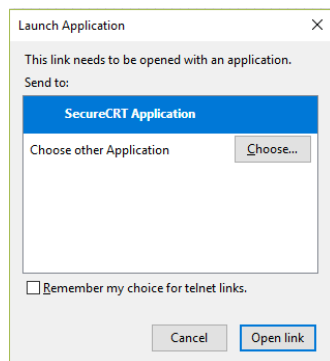 Launch Application
This link needs to be opened with an application.
Send to:
SecureCRT Application
Choose other Application
Choose...
Remember my choice for telnet links.
Cancel
Open link